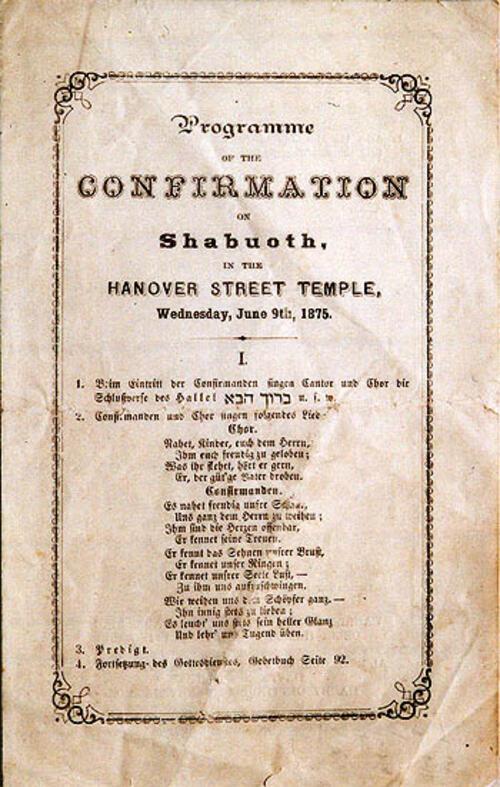 Programme
OF THE
CONFIRMATION
ON
Shabuoth,
IN THE
HANOVER STREET TEMPLE,
Wednesday, June 9th, 1875.
I.
1. Beim Eintritt der Confirmanden singen Cantor und Chor die
Schlußverse des Hallel ברוך הבא u. s. w.
2. Confirmanden und Chor singen folgendes Lied
Chor.
Nahet, Kinder, euch dem Herrn,
Ihm euch freudig zu geloben;
Was ihr flehet, hört er gern,
Er, der güt'ge Vater droben.
Confirmanden.
Es nahet freudig unsre
Uns ganz dem Herrn zu weihen;
Ihm sind die Herzen offenbar,
Er kennet seine Treuen.
Er kennt das Sehnen unsrer Brust,
Er kennet unser Ringen;
Er kennet unsrer Seele Lust, —
Zu ihm uns aufzuschwingen.
Wir weihen uns dem Schöpfer ganz. —
Ihn innig stets zu lieben;
Es leucht' uns stets sein heller Glanz
Und lehr' uns Tugend üben.
3. Predigt.
4. Fortsetzung des Gottesdienstes, Gebetbuch Seite 92.